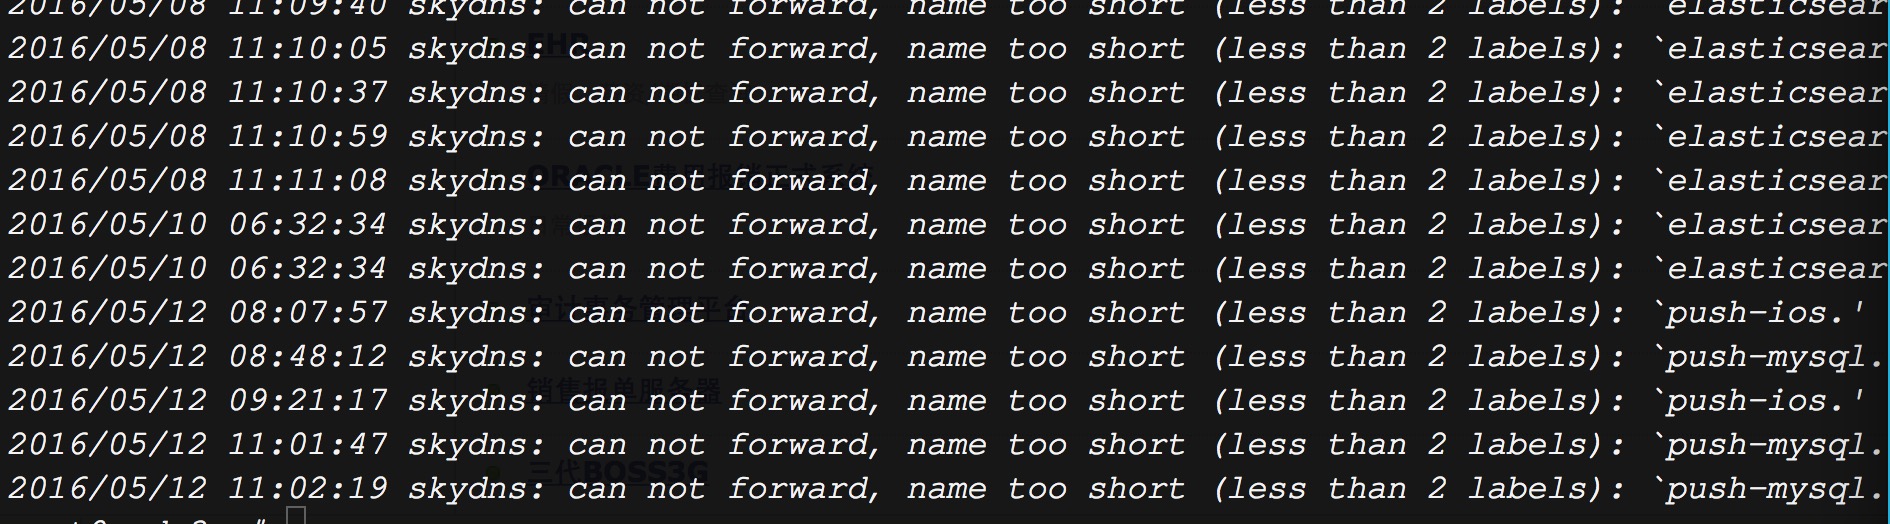 2016/05/08 11:09:40 skydns: can not forward, name too short (less than 2 labels): `elasticsear
2016/05/08 11:10:05 skydns: can not forward, name too short (less than 2 labels): `elasticsear
2016/05/08 11:10:37 skydns: can not forward, name too short (less than 2 labels): `elasticsear
2016/05/08 11:10:59 skydns: can not forward, name too short (less than 2 labels): `elasticsear
2016/05/08 11:11:08 skydns: can not forward, name too short (less than 2 labels): `elasticsear
2016/05/10 06:32:34 skydns: can not forward, name too short (less than 2 labels): `elasticsear
2016/05/10 06:32:34 skydns: can not forward, name too short (less than 2 labels): `elasticsear
2016/05/12 08:07:57 skydns: can not forward, name too short (less than 2 labels): `push-ios.'
2016/05/12 08:48:12 skydns: can not forward, name too short (less than 2 labels): `push-mysql.
2016/05/12 09:21:17 skydns: can not forward, name too short (less than 2 labels): `push-ios.'
2016/05/12 11:01:47 skydns: can not forward, name too short (less than 2 labels): `push-mysql.
三代BOSS3G
2016/05/12 11:02:19 skydns: can not forward, name too short (less than 2 labels): `push-mysql.